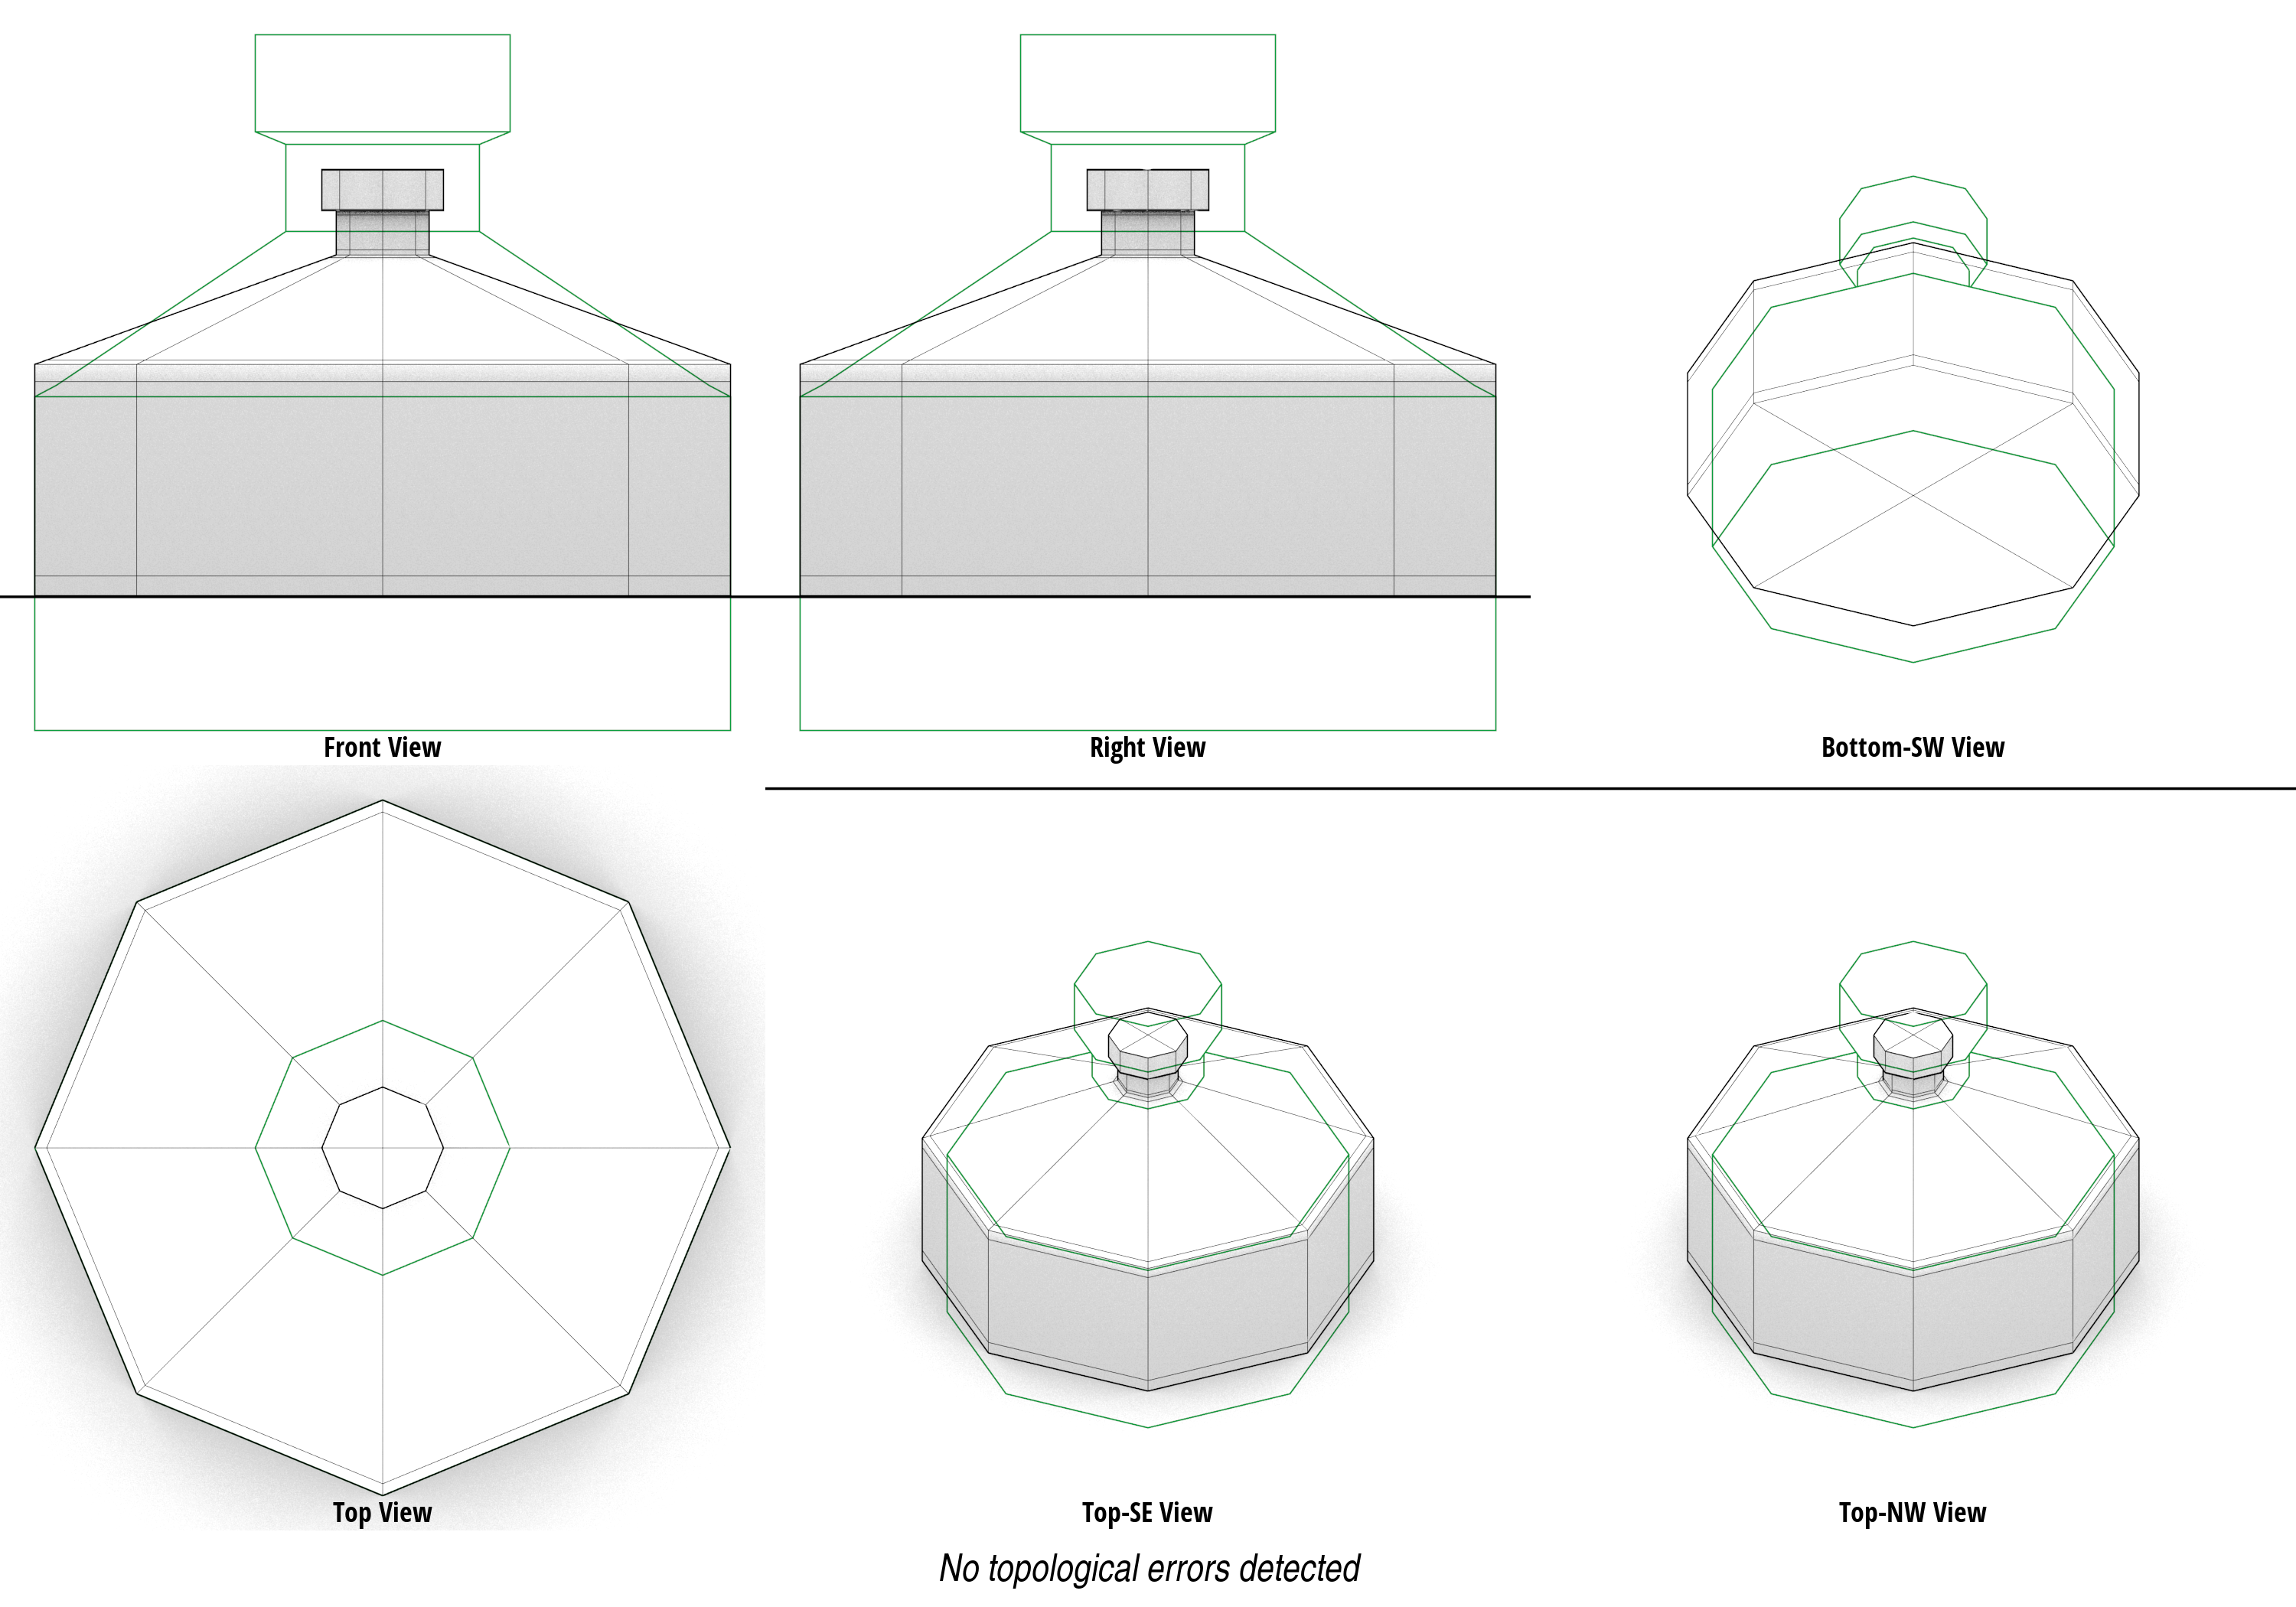 Front View
Right View
Bottom-SW View
Top View
Top-SE View
Top-NW View
No topological errors detected